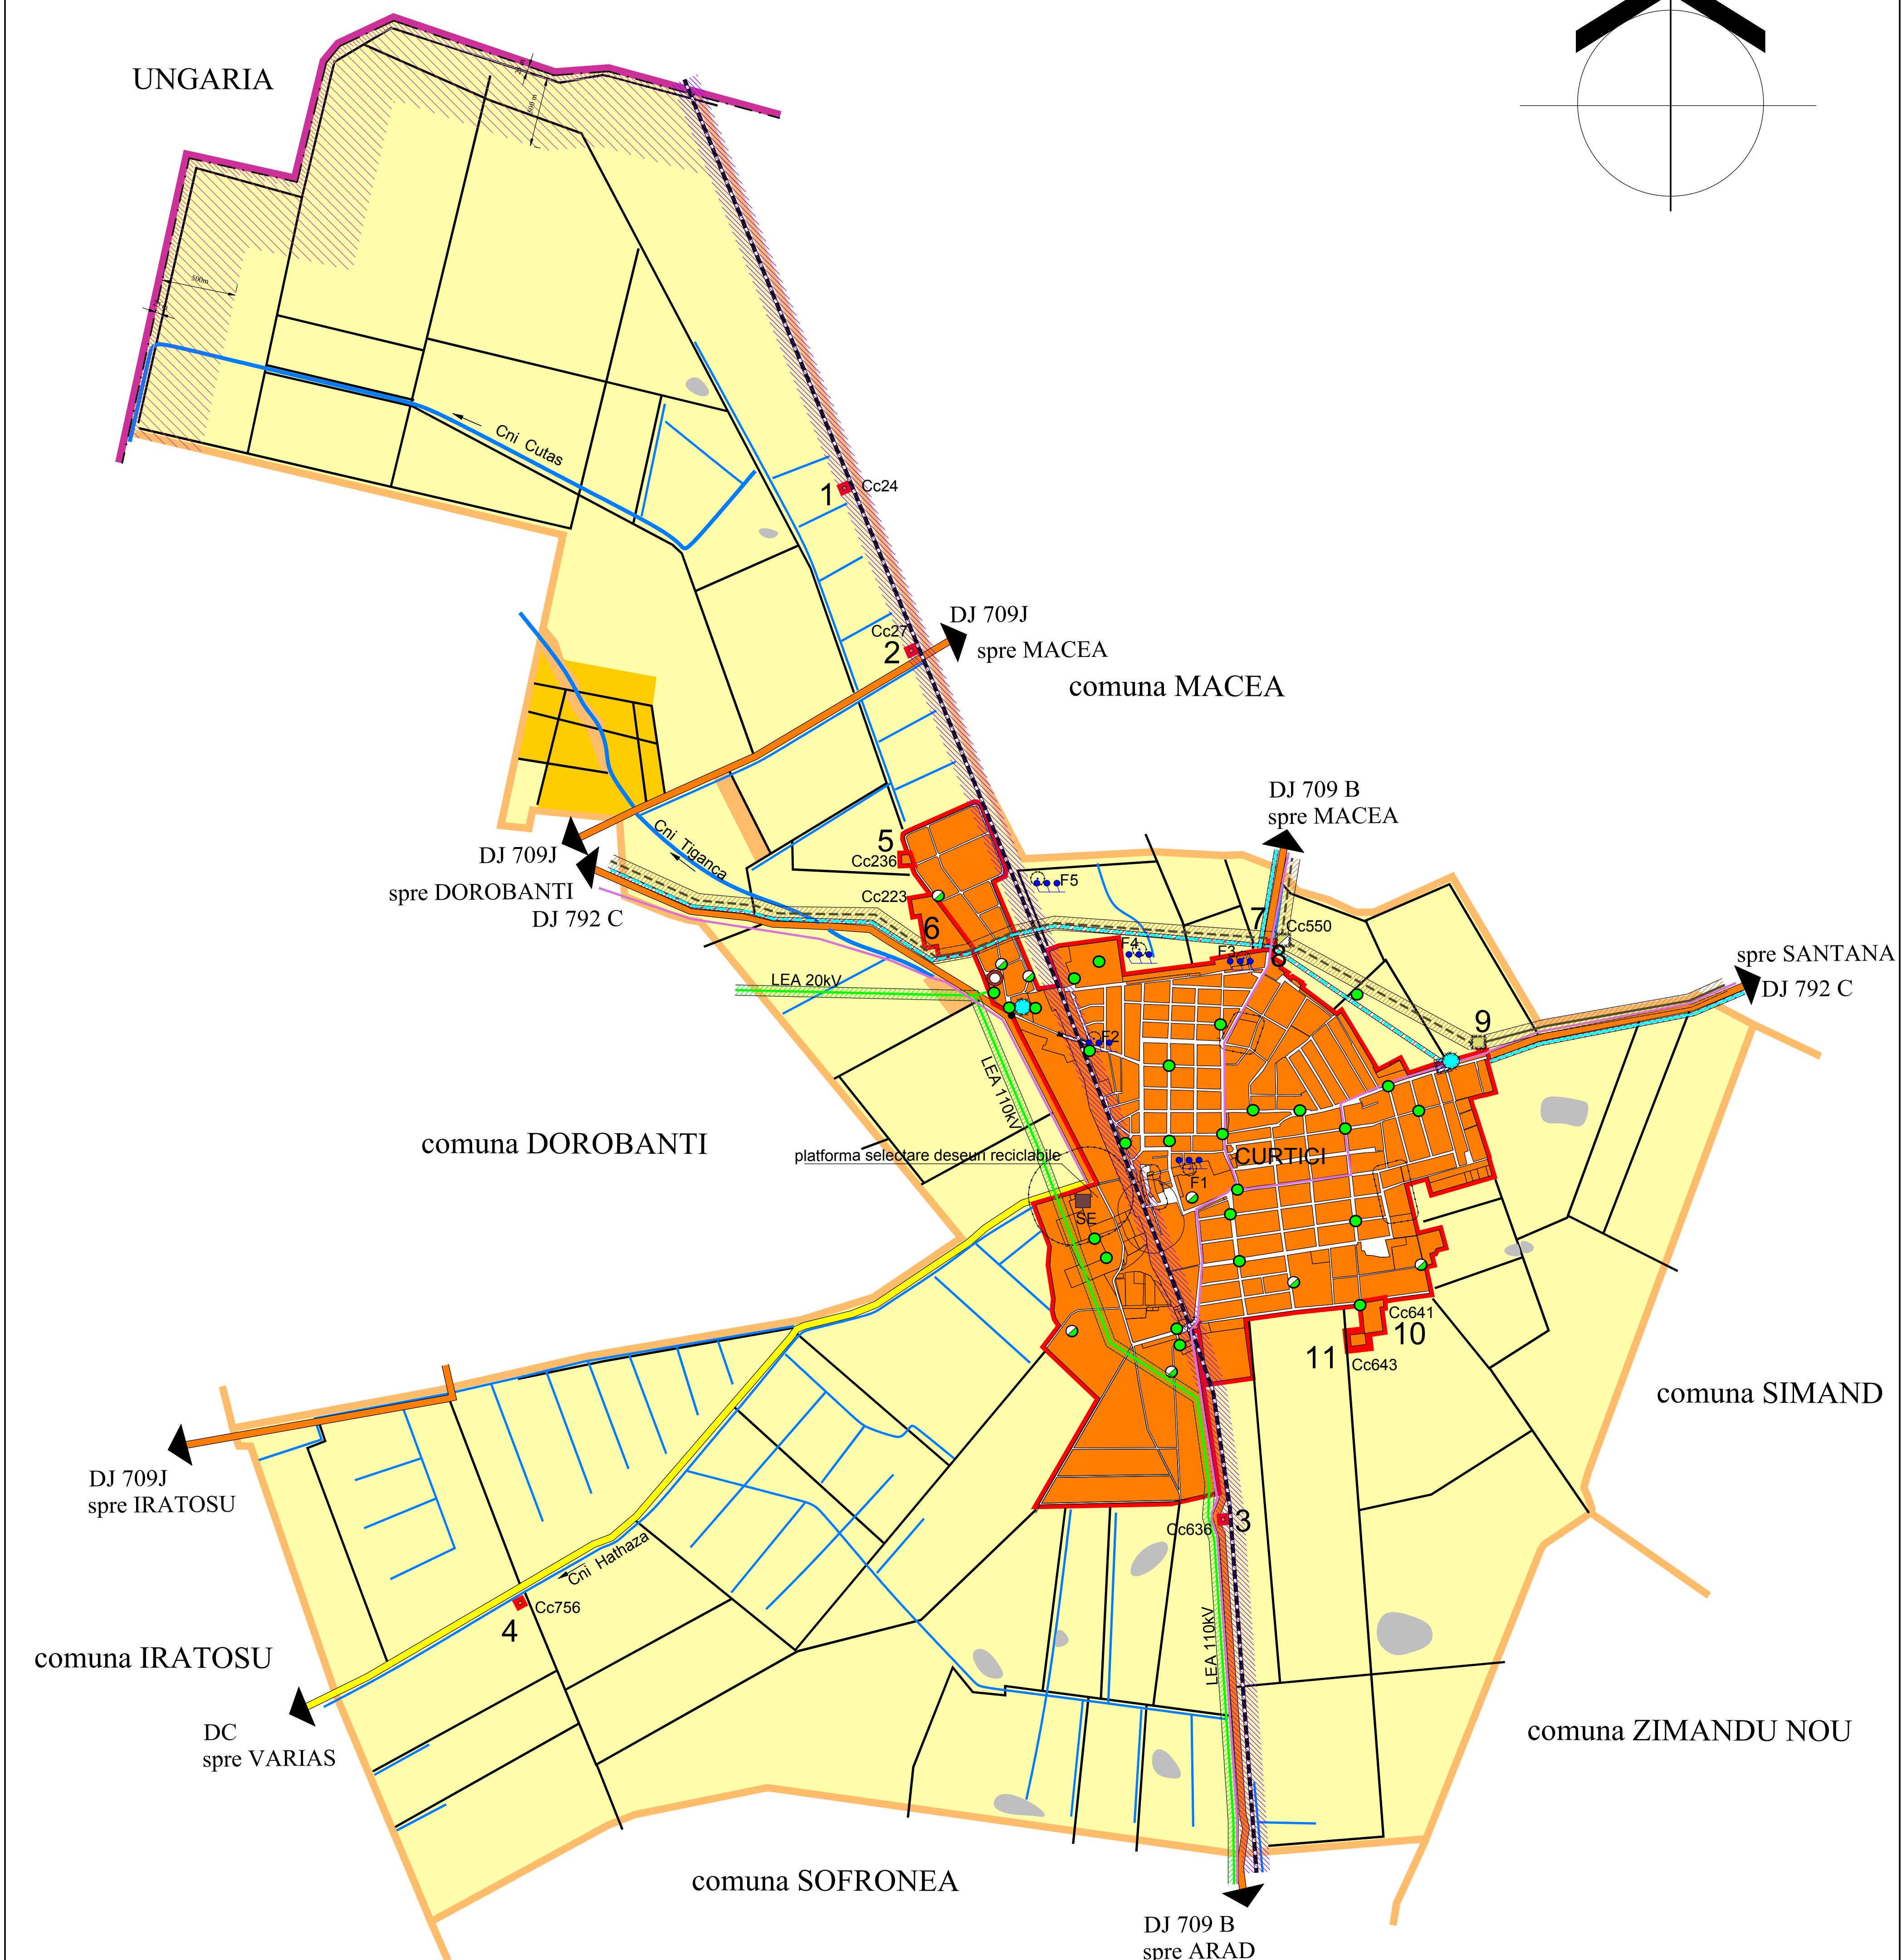 UNGARIA
500 m
500m
Cni Cutas
1
Cc24
DJ 709J
spre MACEA
Cc27
2
comuna MACEA
DJ 709 B
spre MACEA
5
Cc236
Cni Tiganca
DJ 709J
spre DOROBANTI
DJ 792 C
Cc223
6
F5
7
Cc550
8
F4
F3
spre SANTANA
DJ 792 C
LEA 20kV
9
F2
LEA 110kV
comuna DOROBANTI
platforma selectare deseuri reciclabile
CURTICI
F1
SE
Cc641
10
11
Cc643
comuna SIMAND
DJ 709J
spre IRATOSU
Cc636
3
Cni Hathaza
Cc756
4
LEA 110kV
comuna IRATOSU
DC
spre VARIAS
comuna ZIMANDU NOU
comuna SOFRONEA
DJ 709 B
spre ARAD